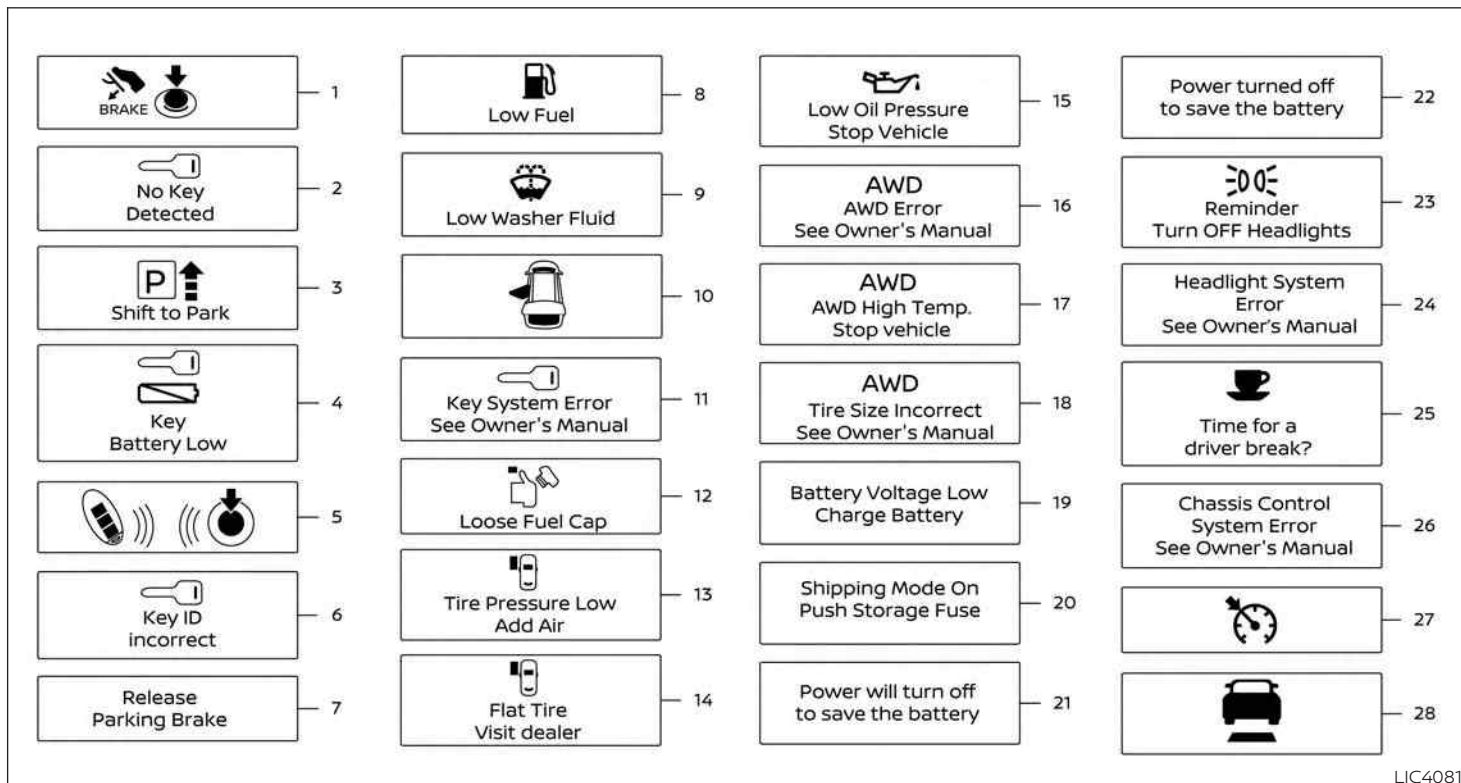 BRAKE
1
No Key
Detected
2
P
Shift to Park
3
Key
Battery Low
4
5
Key ID
incorrect
6
Release
Parking Brake
7
Low Fuel
8
Low Washer Fluid
9
10
Key System Error
See Owner's Manual
11
Loose Fuel Cap
12
Tire Pressure Low
Add Air
13
Flat Tire
Visit dealer
14
Low Oil Pressure
Stop Vehicle
15
AWD
AWD Error
See Owner's Manual
16
AWD
AWD High Temp.
Stop vehicle
17
AWD
Tire Size Incorrect
See Owner's Manual
18
Battery Voltage Low
Charge Battery
19
Shipping Mode On
Push Storage Fuse
20
Power will turn off
to save the battery
21
Power turned off
to save the battery
22
Reminder
Turn OFF Headlights
23
Headlight System
Error
See Owner's Manual
24
Time for a
driver break?
25
Chassis Control
System Error
See Owner's Manual
26
27
28
LIC4081